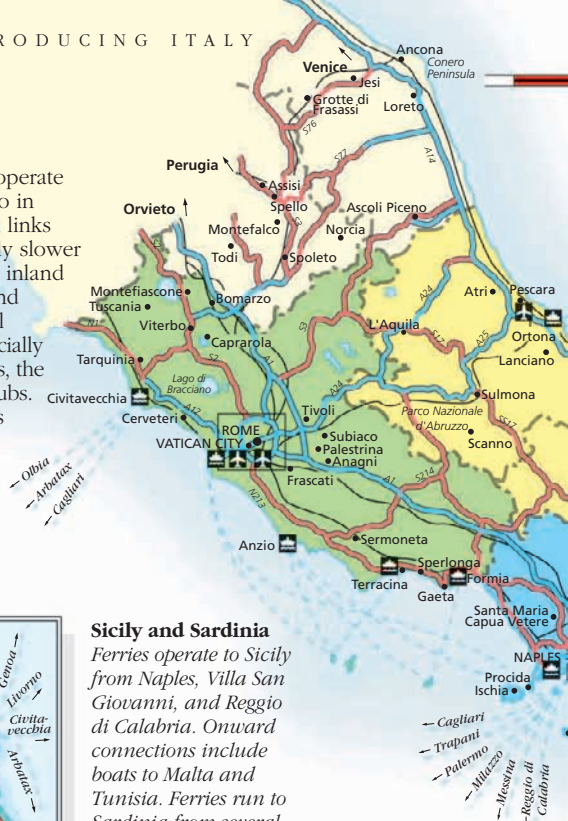 RODUCING ITALY
operate
o in
links
ly slower
inland
nd
l
cially
s, the
ubs.
s
Ancona
Conero
Peninsula
Venice
Jesi
Grotte di
Frasassi
Loreto
S76
S77
A14
Perugia
Assisi
Spello
S3
Orvieto
Montefalco
Ascoli Piceno
Norcia
Todi
Spoleto
Montefiascone
Tuscania
Bomarzo
Viterbo
Caprarola
N1
S2
Tarquinia
Lago di
Bracciano
A1
S3
A24
Atri
Pescara
L'Aquila
S17
A25
Ortona
Lanciano
A24
Civitavecchia
A12
Cerveteri
Tivoli
Sulmona
Parco Nazionale
d'Abruzzo
SS17
ROME
VATICAN CITY
Subiaco
Palestrina
Anagni
Scanno
Frascati
A1
S214
N213
Olbia
Arbatax
Cagliari
Anzio
Sermoneta
Terracina
Sperlonga
Formia
Gaeta
Santa Maria
Capua Vetere
NAPLES
Procida
Ischia
Cagliari
Trapani
Palermo
Milazzo
Messina
Reggio di
Calabria
Genoa
Livorno
Civita-
vecchia
Arbatax
Sicily and Sardinia
Ferries operate to Sicily
from Naples, Villa San
Giovanni, and Reggio
di Calabria. Onward
connections include
boats to Malta and
Tunisia. Ferries run to
Sardinia from several